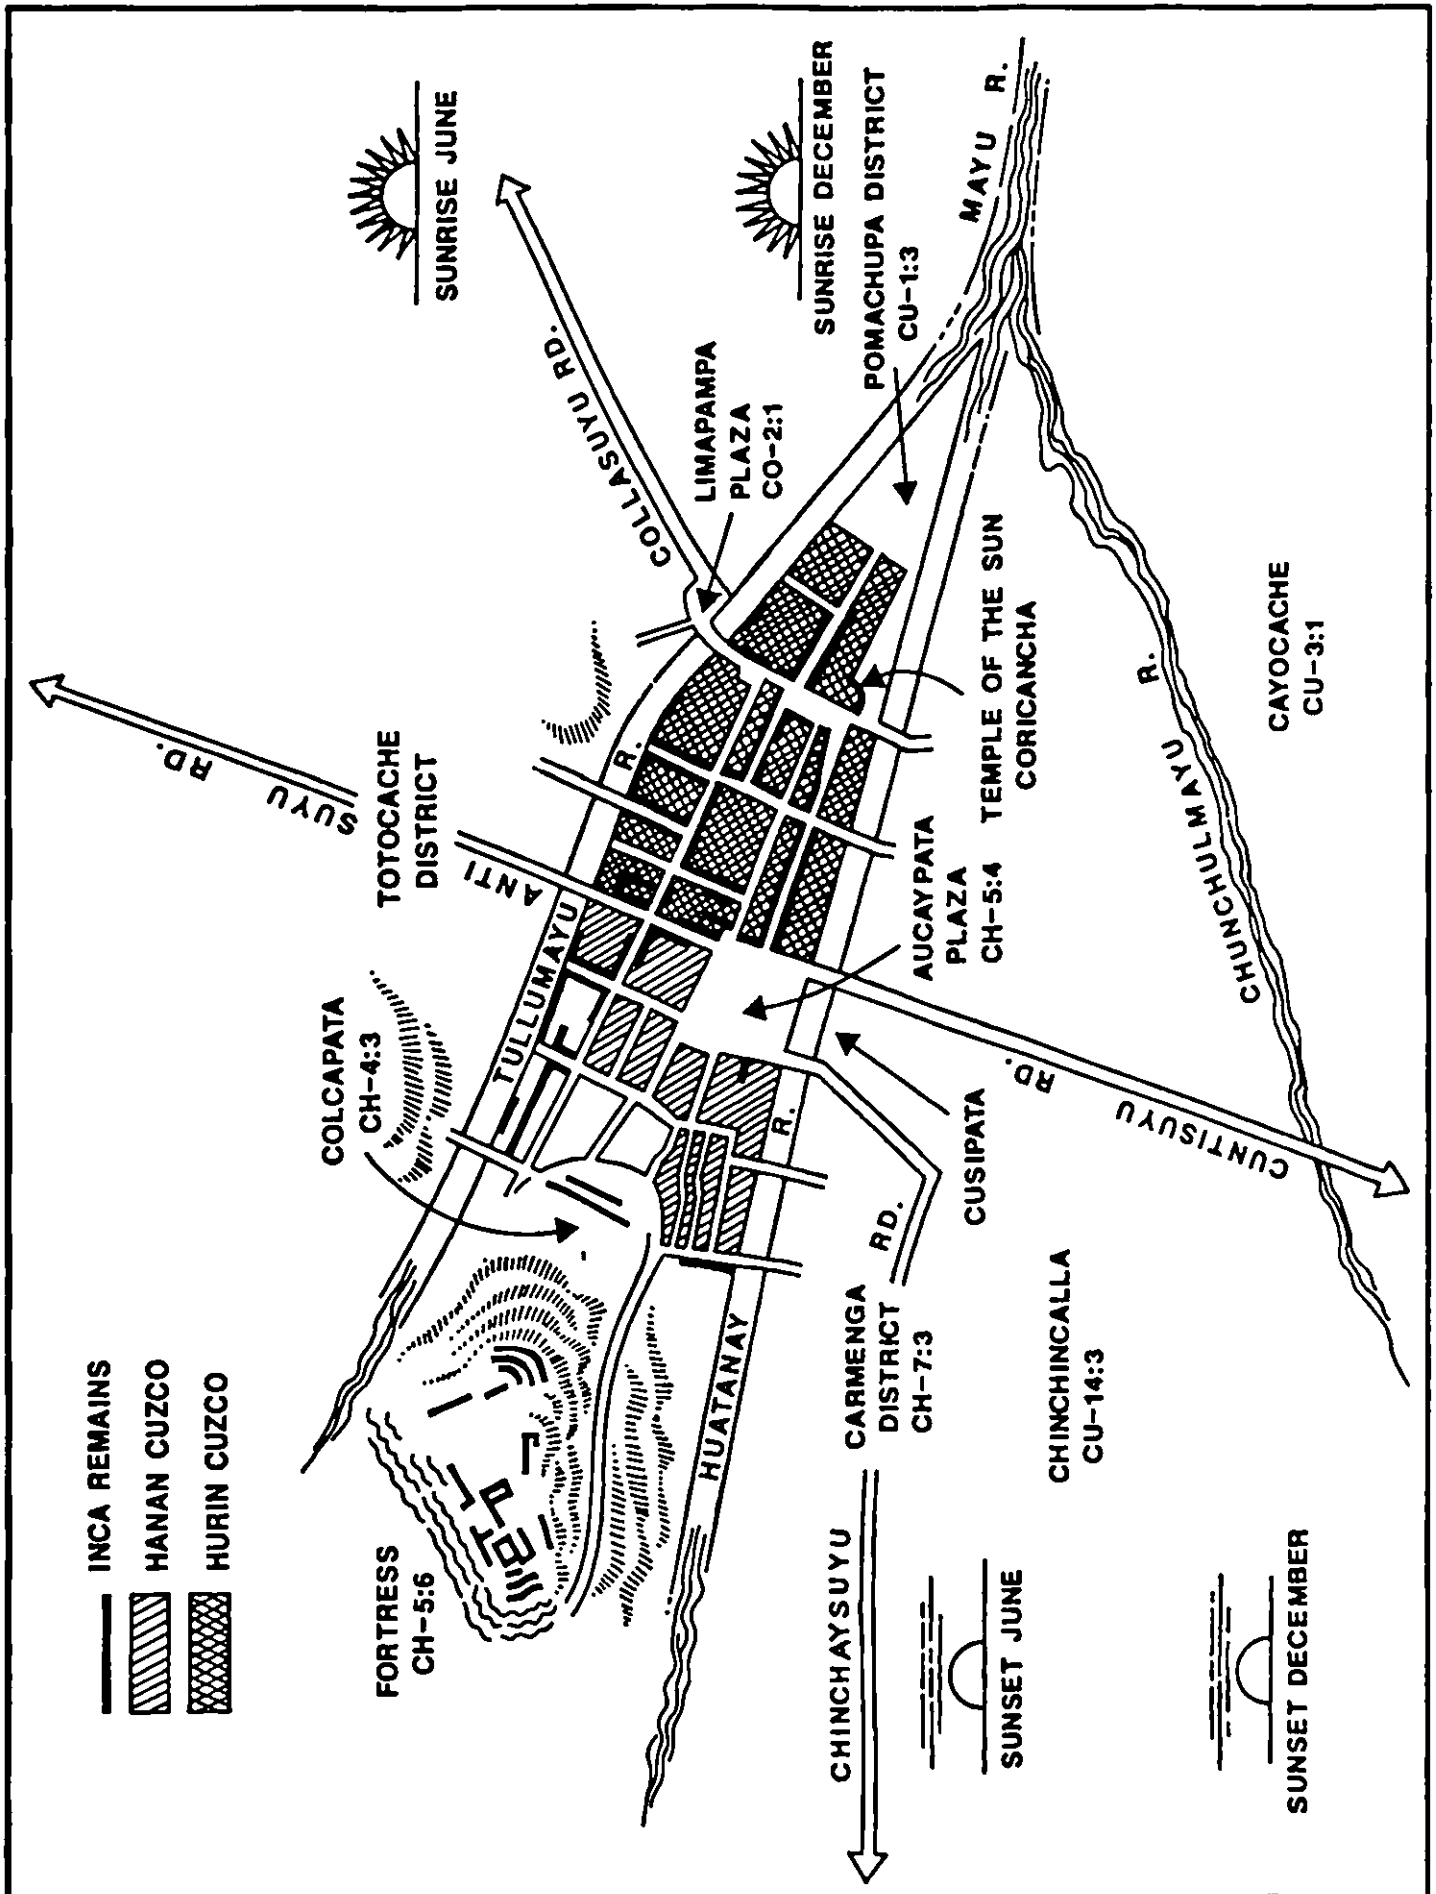 INCA REMAINS
HANAN CUZCO
HURIN CUZCO
FORTRESS
CH-5:6
COLCAPATA
CH-4:3
TOTOCACHE
DISTRICT
ANTI
SUYU
RD.
SUNRISE JUNE
COLLASUYU RD.
LIMAPAMPA
PLAZA
CO-2:1
SUNRISE DECEMBER
POMACHUPA DISTRICT
CU-1:3
MAYU R.
TULLUMAYU R.
HUATANAY R.
TEMPLE OF THE SUN
CORICANCHA
AUCAYPATA
PLAZA
CH-5:4
CUSIPATA
CARMENGA
DISTRICT
CH-7:3
CHINCHAYSUYU
RD.
CHINCHINCALLA
CU-14:3
CUNTISUYU
RD.
CHUNCHULMAYU R.
CAYOCACHE
CU-3:1
SUNSET JUNE
SUNSET DECEMBER